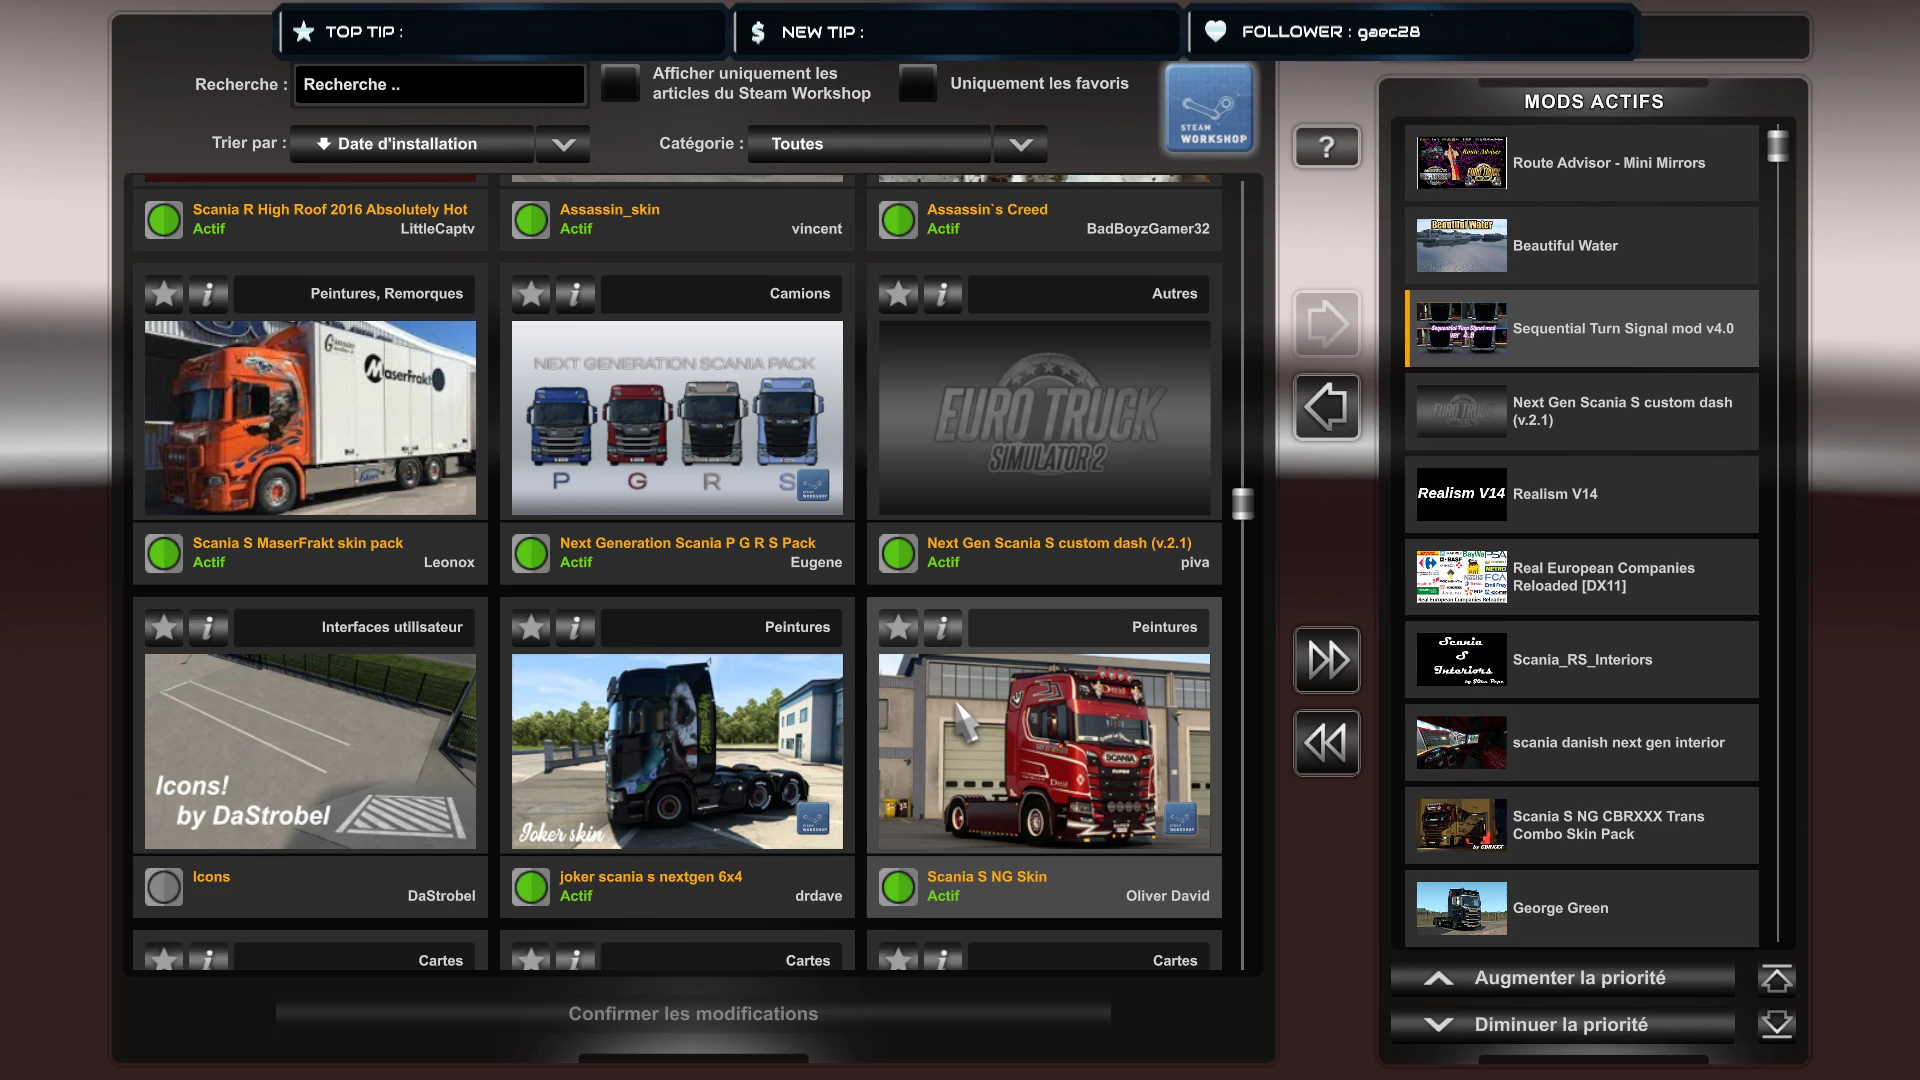 TOP TIP :
NEW TIP :
FOLLOWER : gaec28
Recherche :
Recherche ..
Afficher uniquement les
articles du Steam Workshop
Uniquement les favoris
STEAM
WORKSHOP
Trier par :
Date d'installation
Catégorie :
Toutes
Scania R High Roof 2016 Absolutely Hot
Actif
LittleCaptv
Assassin_skin
Actif
vincent
Assassin`s Creed
Actif
BadBoyzGamer32
Peintures, Remorques
MaserFrakt
Scania S MaserFrakt skin pack
Actif
Leonox
Camions
NEXT GENERATION SCANIA PACK
P G R S
Next Generation Scania P G R S Pack
Actif
Eugene
Autres
EURO TRUCK
SIMULATOR 2
Next Gen Scania S custom dash (v.2.1)
Actif
piva
Interfaces utilisateur
Icons!
by DaStrobel
Icons
DaStrobel
Peintures
Joker skin
joker scania s nextgen 6x4
Actif
drdave
Peintures
SCANIA
Scania S NG Skin
Actif
Oliver David
Cartes
Cartes
Cartes
Confirmer les modifications
?
MODS ACTIFS
Route Advisor - Mini Mirrors
Beautiful Water
Beautiful Water
Sequential Turn Signal mod v4.0
Next Gen Scania S custom dash
(v.2.1)
Realism V14
Realism V14
Real European Companies
Reloaded [DX11]
Scania
S
Interiors
Scania_RS_Interiors
scania danish next gen interior
by CBRXXX
Scania S NG CBRXXX Trans
Combo Skin Pack
George Green
Augmenter la priorité
Diminuer la priorité